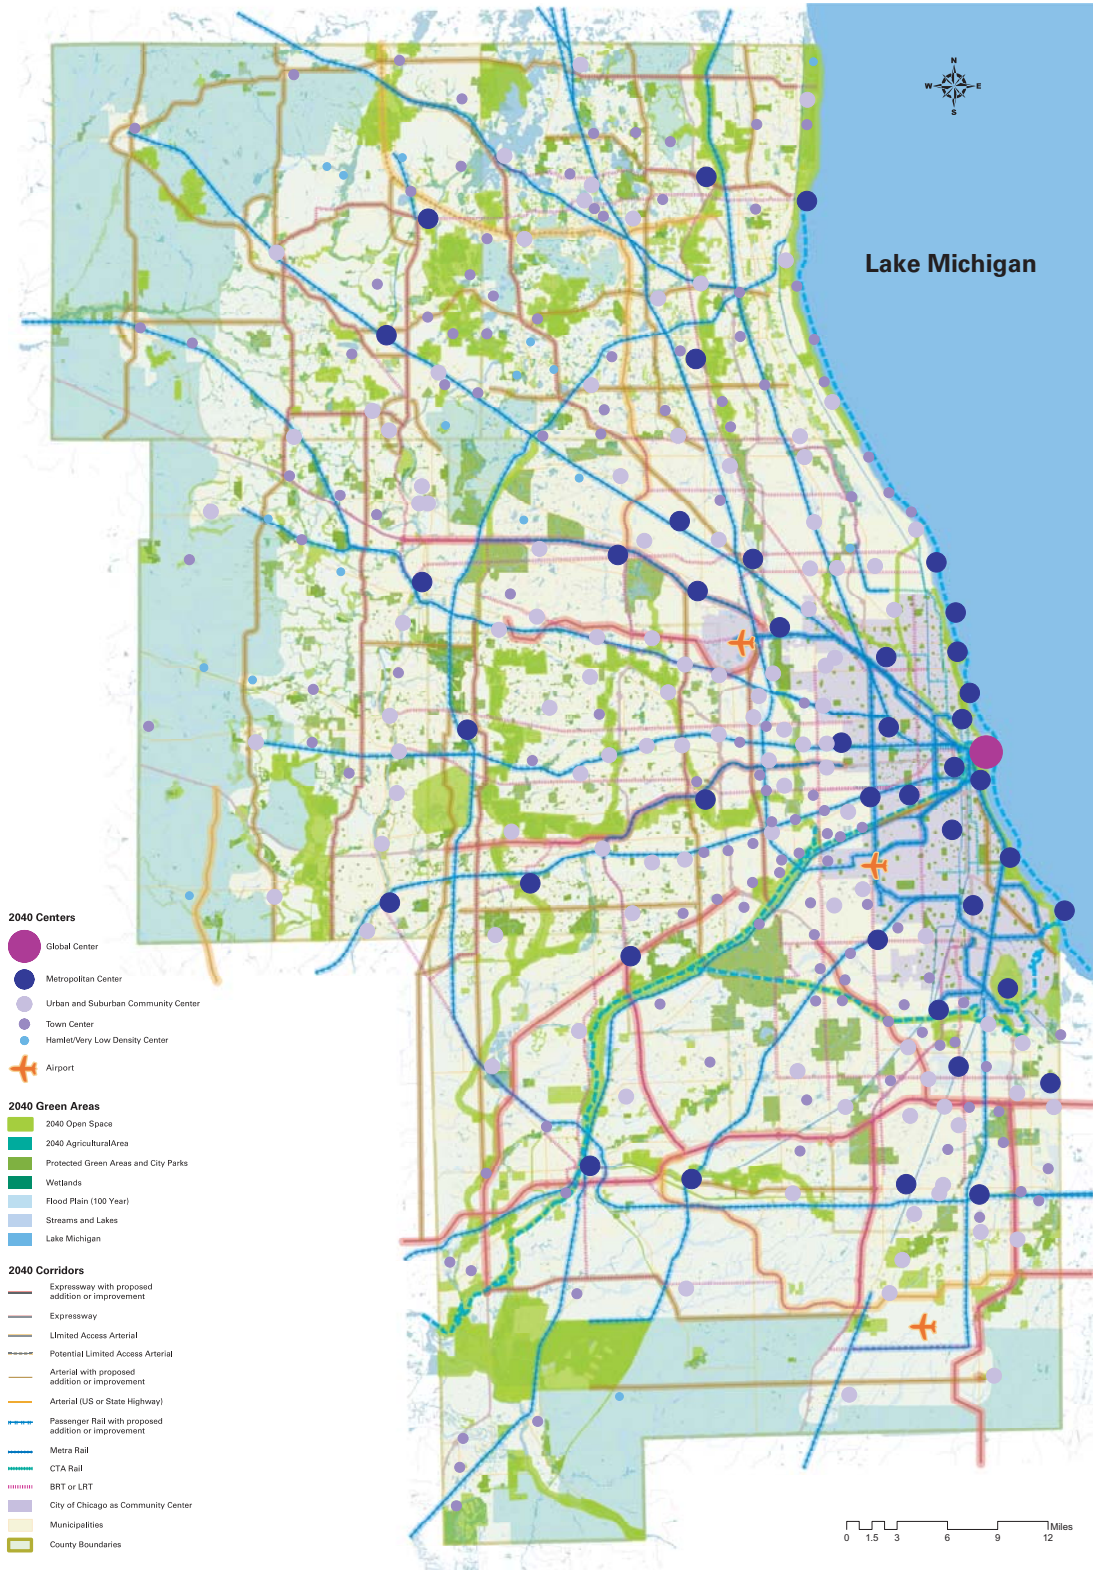 N
W E
S
Lake Michigan
2040 Centers
Global Center
Metropolitan Center
Urban and Suburban Community Center
Town Center
Hamlet/Very Low Density Center
Airport
2040 Green Areas
2040 Open Space
2040 AgriculturalArea
Protected Green Areas and City Parks
Wetlands
Flood Plain (100 Year)
Streams and Lakes
Lake Michigan
2040 Corridors
Expressway with proposed
addition or improvement
Expressway
LImited Access Arterial
Potential Limited Access Arterial
Arterial with proposed
addition or improvement
Arterial (US or State Highway)
Passenger Rail with proposed
addition or improvement
Metra Rail
CTA Rail
BRT or LRT
City of Chicago as Community Center
Municipalities
County Boundaries
Miles
0 1.5 3 6 9 12